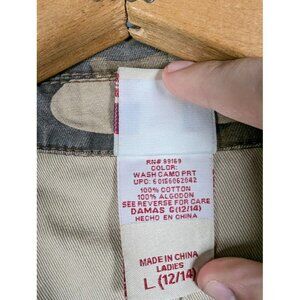 RN# 99169
COLOR:
WASH CAMO PRT
UPC: 60156062042
100% COTTON
100% ALGODON
SEE REVERSE FOR CARE
DAMAS G(12/14)
HECHO EN CHINA
MADE IN CHINA
LADIES
L (12/14)